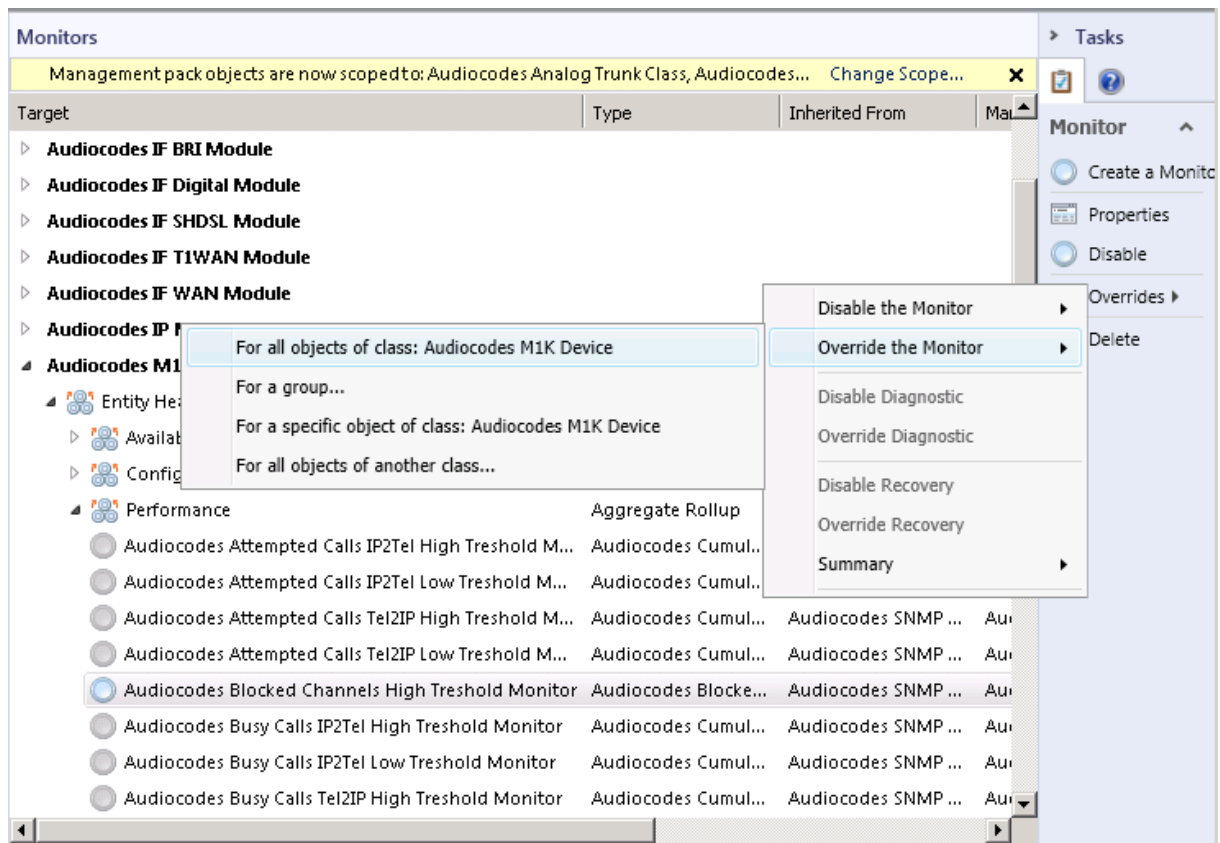 Monitors
Management pack objects are now scoped to: Audiocodes Analog Trunk Class, Audiocodes... Change Scope...
Target Type Inherited From
Audiocodes IF BRI Module
Audiocodes IF Digital Module
Audiocodes IF SHDSL Module
Audiocodes IF T1WAN Module
Audiocodes IF WAN Module
Audiocodes IP
Audiocodes M1
Entity
Performance Aggregate Rollup
Audiocodes Attempted Calls IP2Tel High Treshold M... Audiocodes Cumul...
Audiocodes Attempted Calls IP2Tel Low Treshold M... Audiocodes Cumul...
Audiocodes Attempted Calls Tel2IP High Treshold M... Audiocodes Cumul... Audiocodes SNMP ...
Audiocodes Attempted Calls Tel2IP Low Treshold M... Audiocodes Cumul... Audiocodes SNMP ...
Audiocodes Blocked Channels High Treshold Monitor Audiocodes Blocke... Audiocodes SNMP ...
Audiocodes Busy Calls IP2Tel High Treshold Monitor Audiocodes Cumul... Audiocodes SNMP ...
Audiocodes Busy Calls IP2Tel Low Treshold Monitor Audiocodes Cumul... Audiocodes SNMP ...
Audiocodes Busy Calls Tel2IP High Treshold Monitor Audiocodes Cumul... Audiocodes SNMP ...
For all objects of class: Audiocodes M1K Device
For a group...
For a specific object of class: Audiocodes M1K Device
For all objects of another class...
Disable the Monitor
Override the Monitor
Disable Diagnostic
Override Diagnostic
Disable Recovery
Override Recovery
Summary
Tasks
Monitor
Create a Monito
Properties
Disable
Overrides
Delete